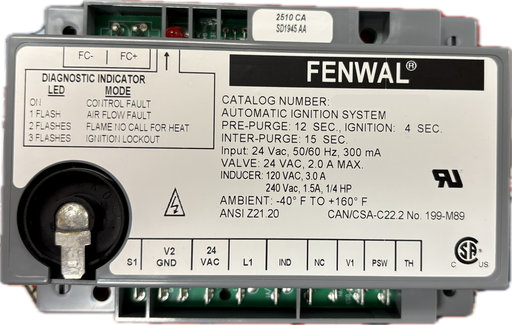 2510 CA
SD1945 AA
FC- FC+
FENWAL®
DIAGNOSTIC INDICATOR
LED MODE
ON CONTROL FAULT
1 FLASH AIR FLOW FAULT
2 FLASHES FLAME NO CALL FOR HEAT
3 FLASHES IGNITION LOCKOUT
CATALOG NUMBER:
AUTOMATIC IGNITION SYSTEM
PRE-PURGE: 12 SEC., IGNITION: 4 SEC.
INTER-PURGE: 15 SEC.
Input: 24 Vac, 50/60 Hz, 300 mA
VALVE: 24 VAC, 2.0 A MAX.
INDUCER: 120 VAC, 3.0 A
240 Vac, 1.5A, 1/4 HP
AMBIENT: -40° F TO +160° F
ANSI Z21.20 CAN/CSA-C22.2 No. 199-M89
S1 V2 GND 24 VAC L1 IND NC V1 PSW TH
C US